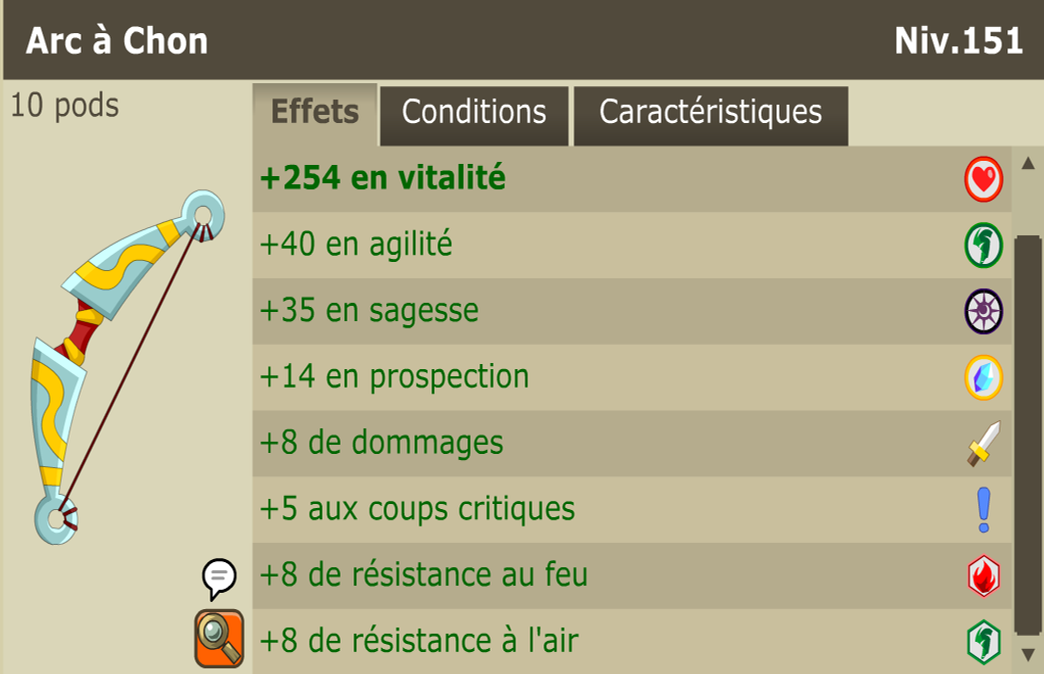 Arc à Chon
Niv.151
10 pods
Effets
Conditions
Caractéristiques
+254 en vitalité
+40 en agilité
+35 en sagesse
+14 en prospection
+8 de dommages
+5 aux coups critiques
+8 de résistance au feu
+8 de résistance à l'air